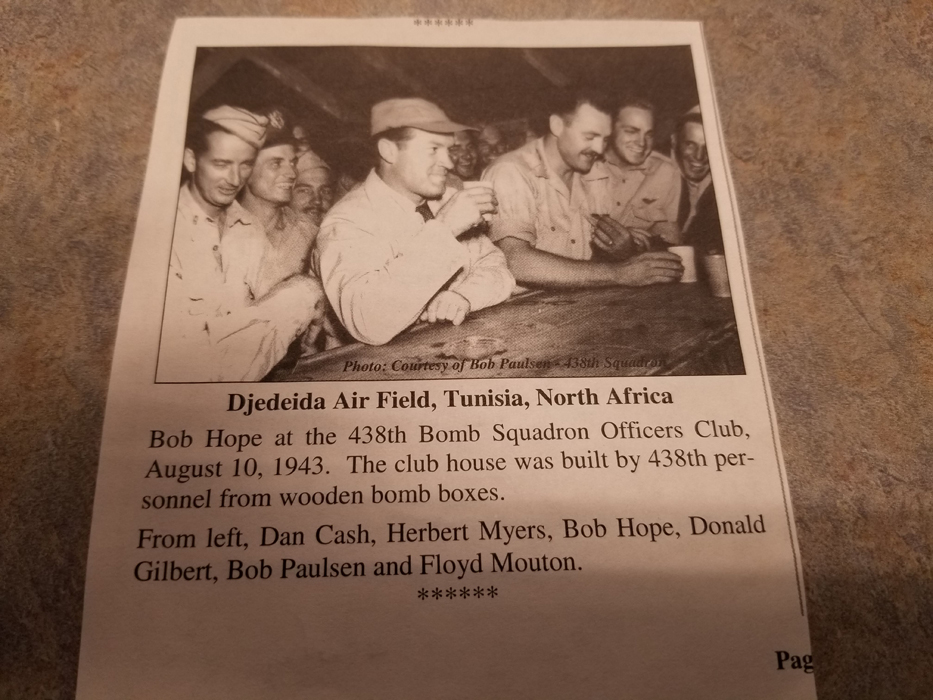 ******
Photo: Courtesy of Bob Paulsen - 438th Squadron
Djedeida Air Field, Tunisia, North Africa
Bob Hope at the 438th Bomb Squadron Officers Club,
August 10, 1943. The club house was built by 438th per-
sonnel from wooden bomb boxes.
From left, Dan Cash, Herbert Myers, Bob Hope, Donald
Gilbert, Bob Paulsen and Floyd Mouton.
******
Pag